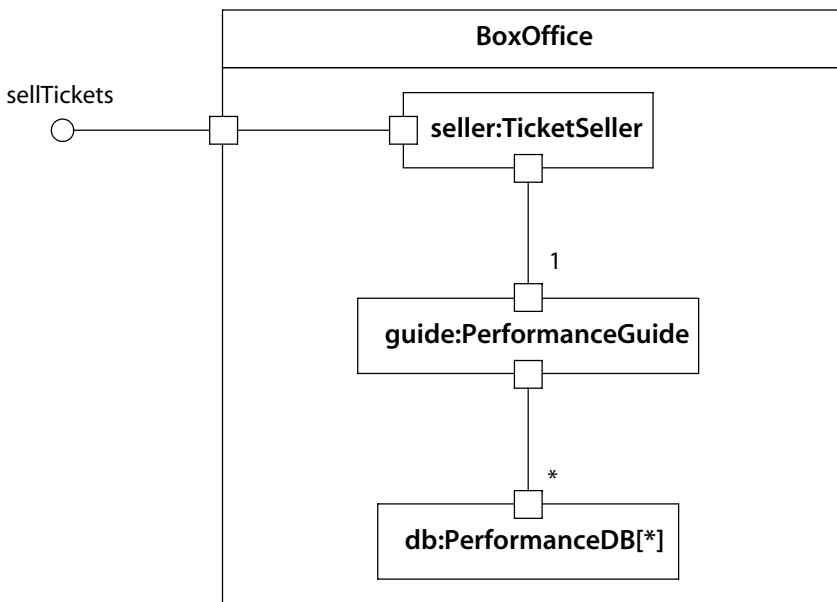 BoxOffice
sellTickets
seller:TicketSeller
1
guide:PerformanceGuide
*
db:PerformanceDB[*]